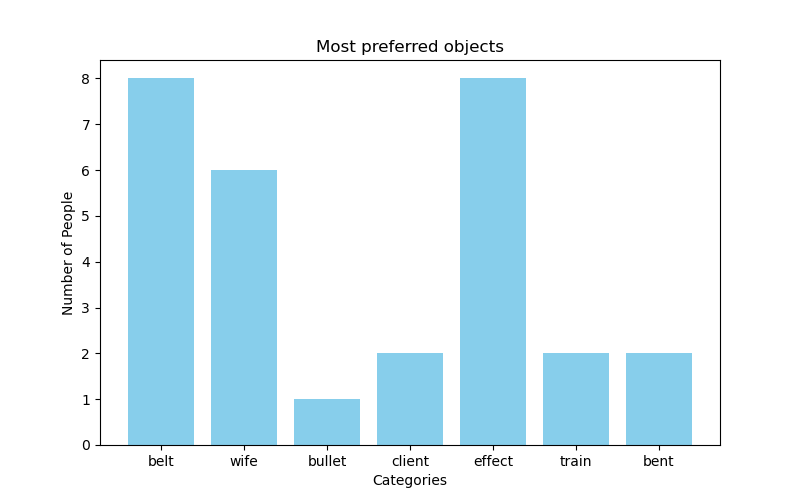 Most preferred objects
Number of People
8
7
6
5
4
3
2
1
0
belt wife bullet client effect train bent
Categories